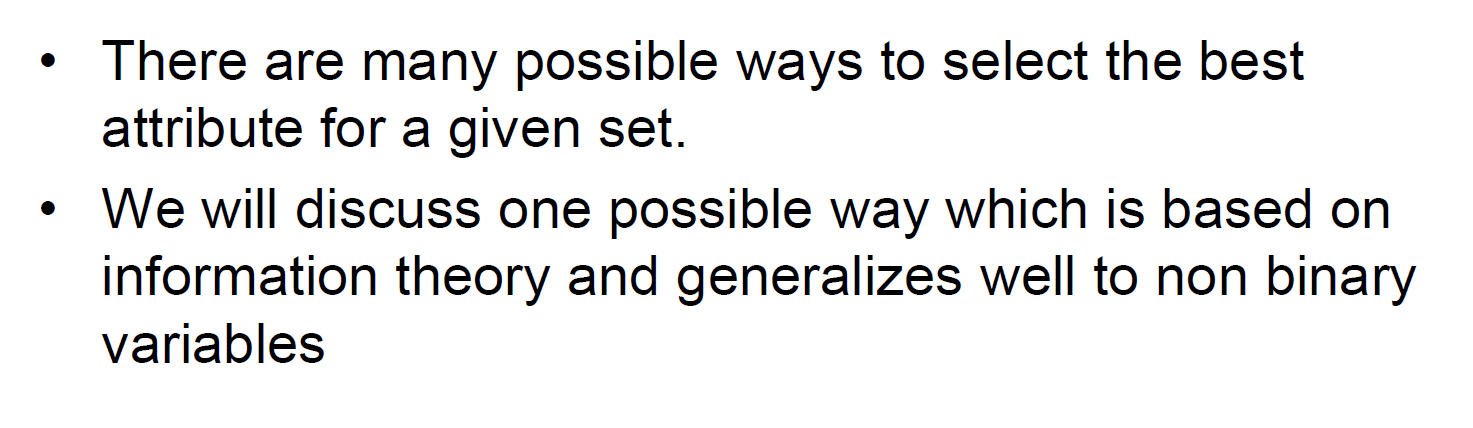 • There are many possible ways to select the best
attribute for a given set.
• We will discuss one possible way which is based on
information theory and generalizes well to non binary
variables